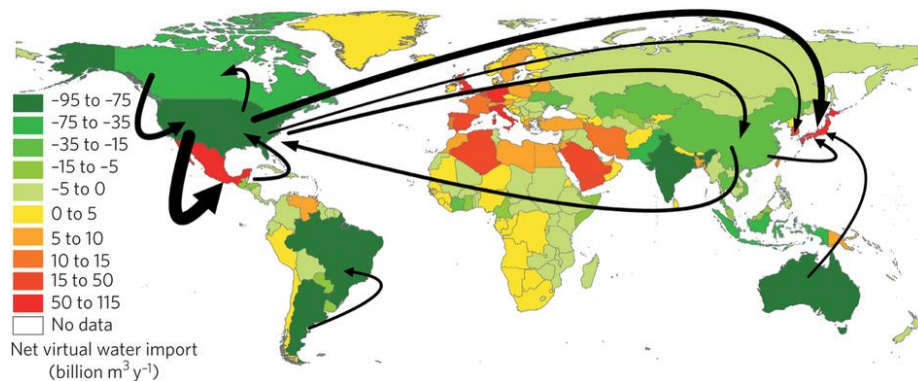 –95 to –75
–75 to –35
–35 to –15
–15 to –5
–5 to 0
0 to 5
5 to 10
10 to 15
15 to 50
50 to 115
No data
Net virtual water import
(billion m³ y⁻¹)